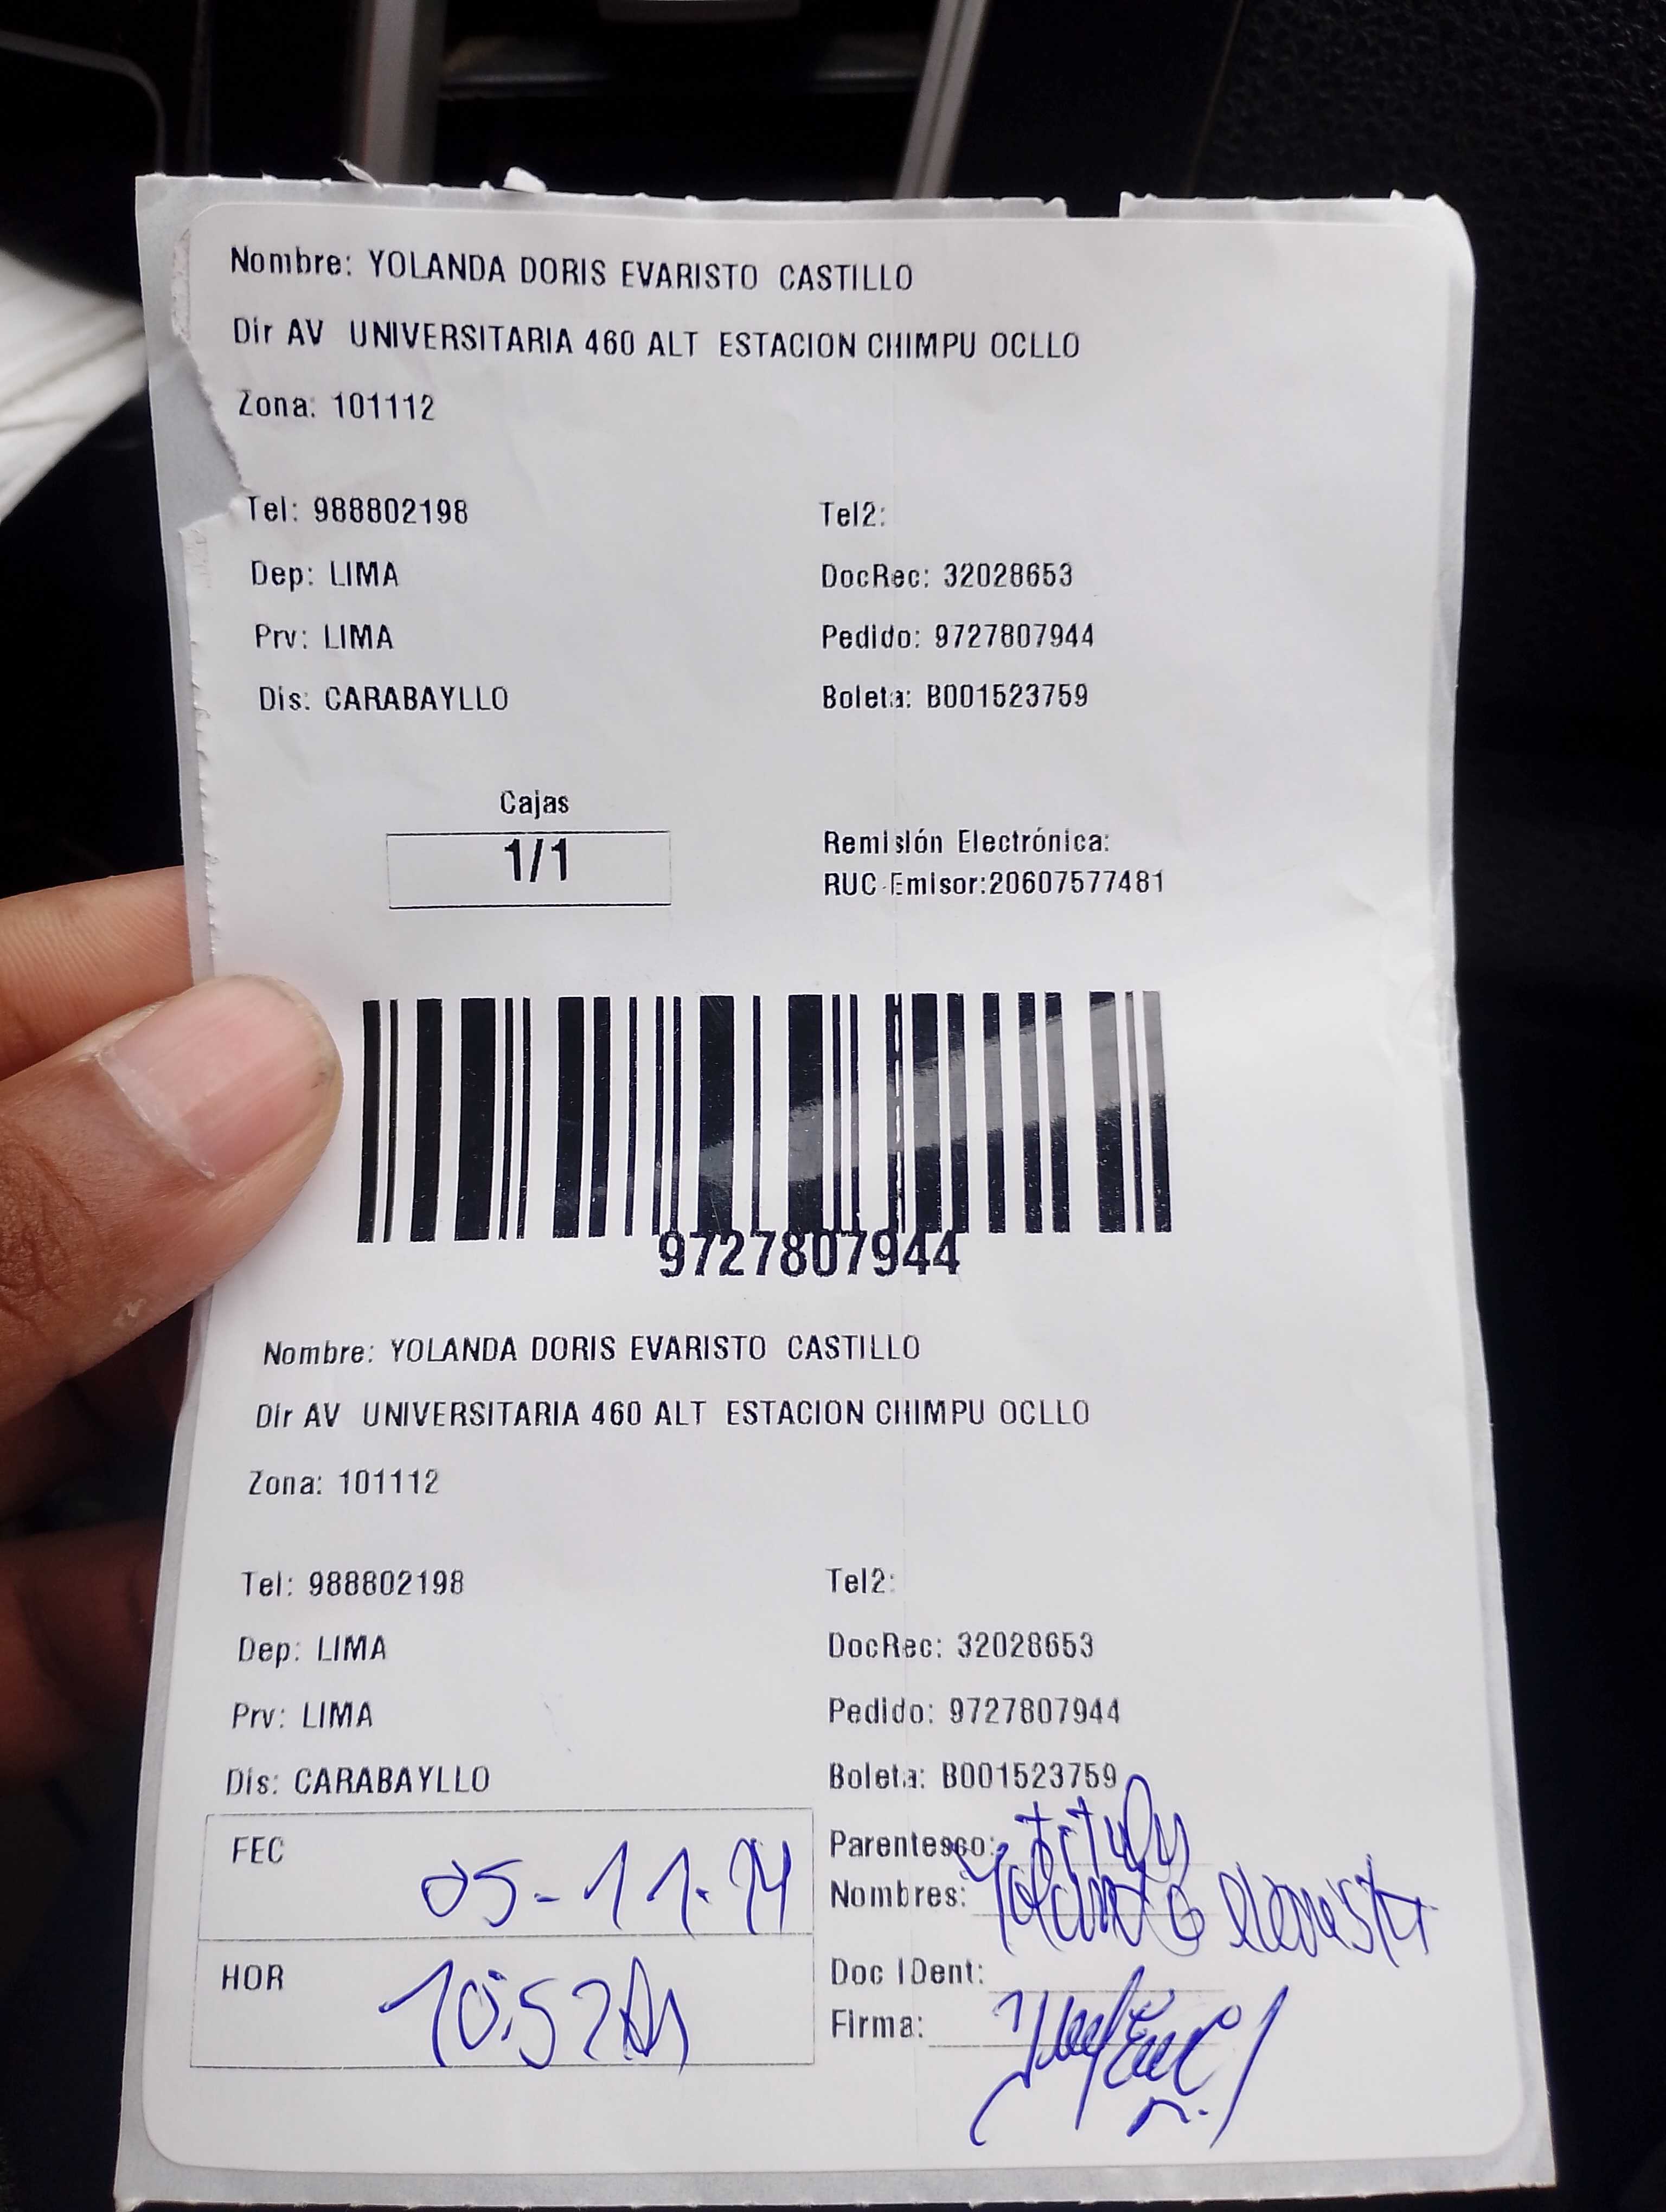 Nombre: YOLANDA DORIS EVARISTO CASTILLO
Dir AV UNIVERSITARIA 460 ALT ESTACION CHIMPU OCLLO
Zona: 101112
Tel: 988802198 Tel2:
Dep: LIMA DocRec: 32028653
Prv: LIMA Pedido: 9727807944
Dis: CARABAYLLO Boleta: B001523759
Cajas
1/1
Remisión Electrónica:
RUC-Emisor:20607577481
9727807944
Nombre: YOLANDA DORIS EVARISTO CASTILLO
Dir AV UNIVERSITARIA 460 ALT ESTACION CHIMPU OCLLO
Zona: 101112
Tel: 988802198 Tel2:
Dep: LIMA DocRec: 32028653
Prv: LIMA Pedido: 9727807944
Dis: CARABAYLLO Boleta: B001523759
FEC 05-11-24
HOR 10:52
Parentesco:
Nombres: Yolanda
Doc IDent:
Firma: